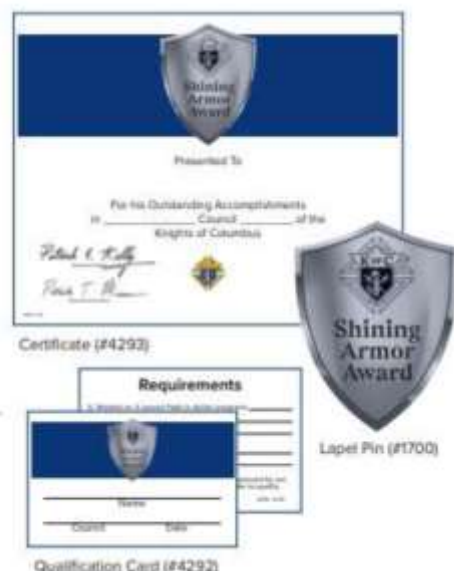 Shining
Armor
Award
Presented To
For his Outstanding Accomplishments
in Council of the
Knights of Columbus
Certificate (#4293)
K of C
Shining
Armor
Award
Lapel Pin (#1700)
Requirements
Name
Council Date
Qualification Card (#4292)